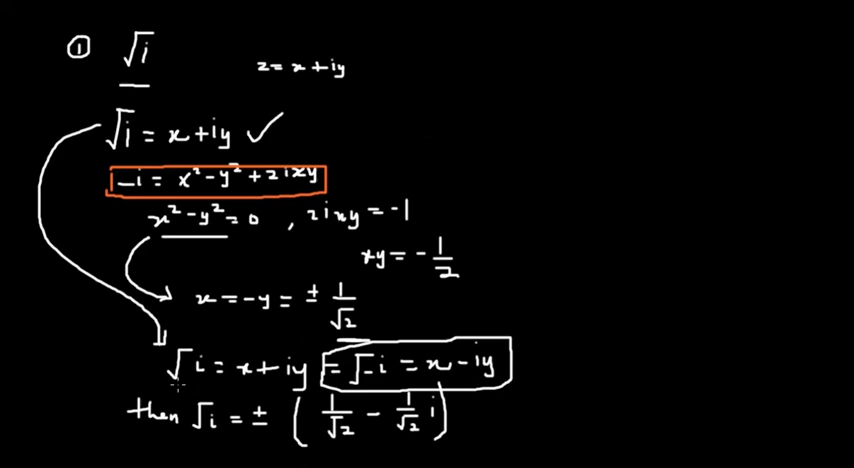 ① √i
z = x + iy
√i = x + iy ✓
-i = x² - y² + 2ixy
x² - y² = 0 , 2ixy = -1
xy = - 1/2
x = -y = ± 1/√2
√i = x + iy = √-i = x - iy
then √i = ± ( 1/√2 - 1/√2 i )